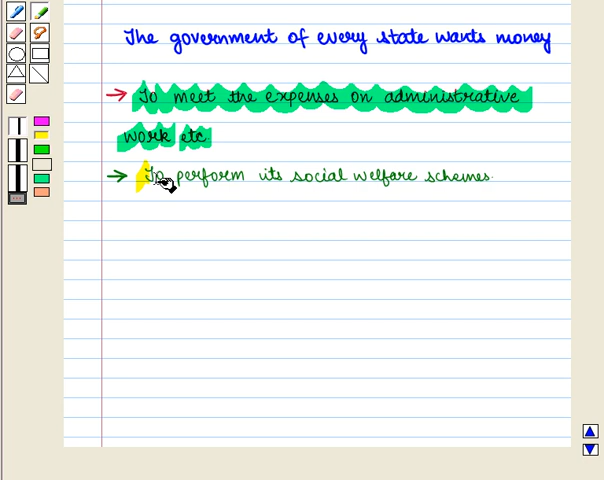 The government of every state wants money
→ To meet the expenses on administrative
work etc
→ To perform its social welfare schemes.